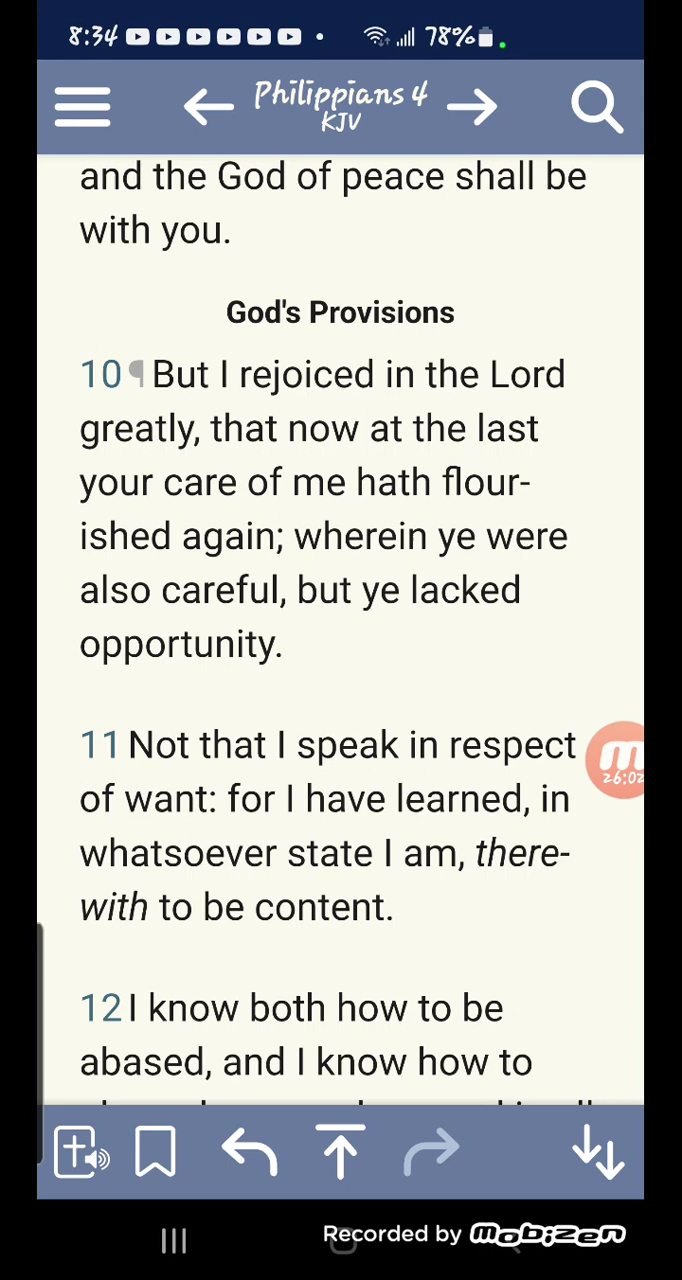 8:34 78%
Philippians 4
KJV
and the God of peace shall be
with you.
God's Provisions
10 ¶ But I rejoiced in the Lord
greatly, that now at the last
your care of me hath flour-
ished again; wherein ye were
also careful, but ye lacked
opportunity.
11 Not that I speak in respect
of want: for I have learned, in
whatsoever state I am, there-
with to be content.
12 I know both how to be
abased, and I know how to
26:02
Recorded by mobizen